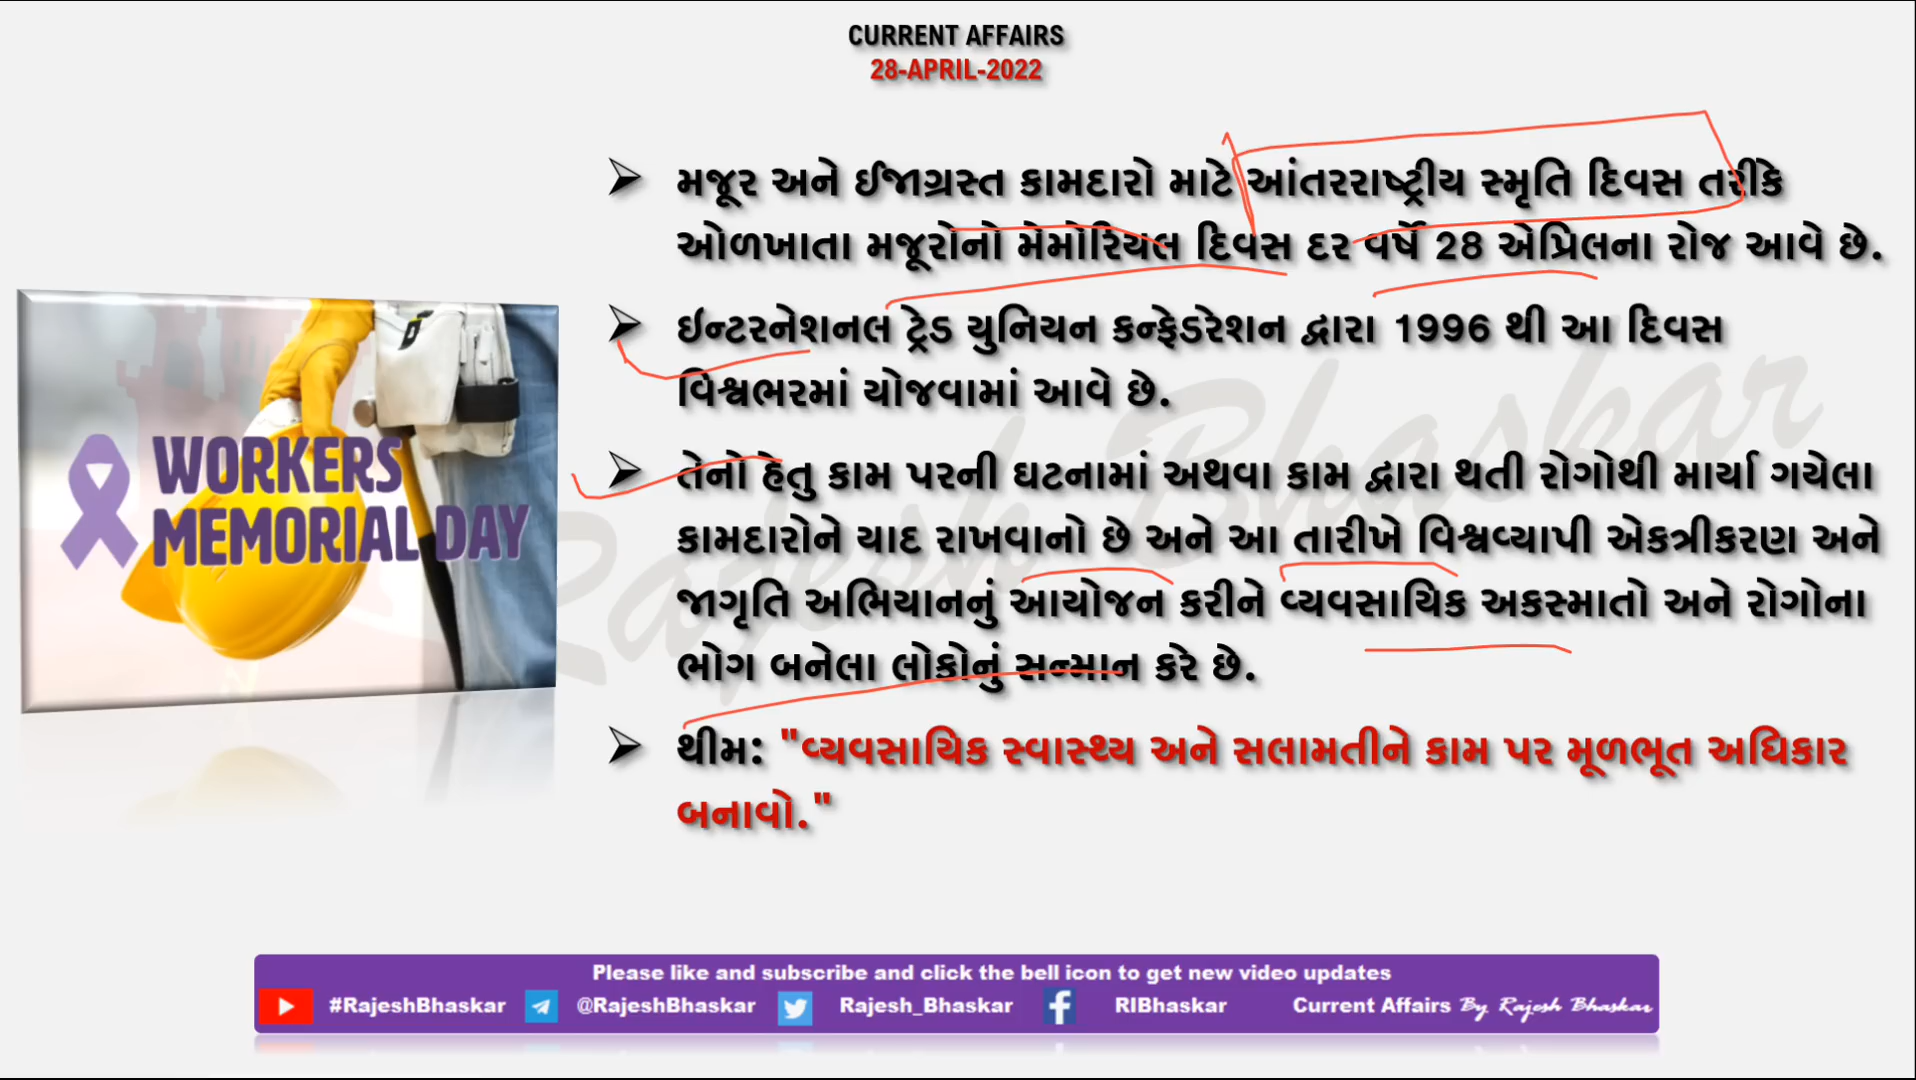 CURRENT AFFAIRS
28-APRIL-2022
મજૂર અને ઈજાગ્રસ્ત કામદારો માટે આંતરરાષ્ટ્રીય સ્મૃતિ દિવસ તરીકે
ઓળખાતા મજૂરોનો મેમોરિયલ દિવસ દર વર્ષે 28 એપ્રિલના રોજ આવે છે.
ઇન્ટરનેશનલ ટ્રેડ યુનિયન કન્ફેડરેશન દ્વારા 1996 થી આ દિવસ
વિશ્વભરમાં યોજવામાં આવે છે.
તેનો હેતુ કામ પરની ઘટનામાં અથવા કામ દ્વારા થતી રોગોથી માર્યા ગયેલા
કામદારોને યાદ રાખવાનો છે અને આ તારીખે વિશ્વવ્યાપી એકત્રીકરણ અને
જાગૃતિ અભિયાનનું આયોજન કરીને વ્યવસાયિક અકસ્માતો અને રોગોના
ભોગ બનેલા લોકોનું સન્માન કરે છે.
થીમ: "વ્યવસાયિક સ્વાસ્થ્ય અને સલામતીને કામ પર મૂળભૂત અધિકાર
બનાવો."
WORKERS
MEMORIAL DAY
Rajesh Bhaskar
Please like and subscribe and click the bell icon to get new video updates
#RajeshBhaskar @RajeshBhaskar Rajesh_Bhaskar RIBhaskar Current Affairs By Rajesh Bhaskar